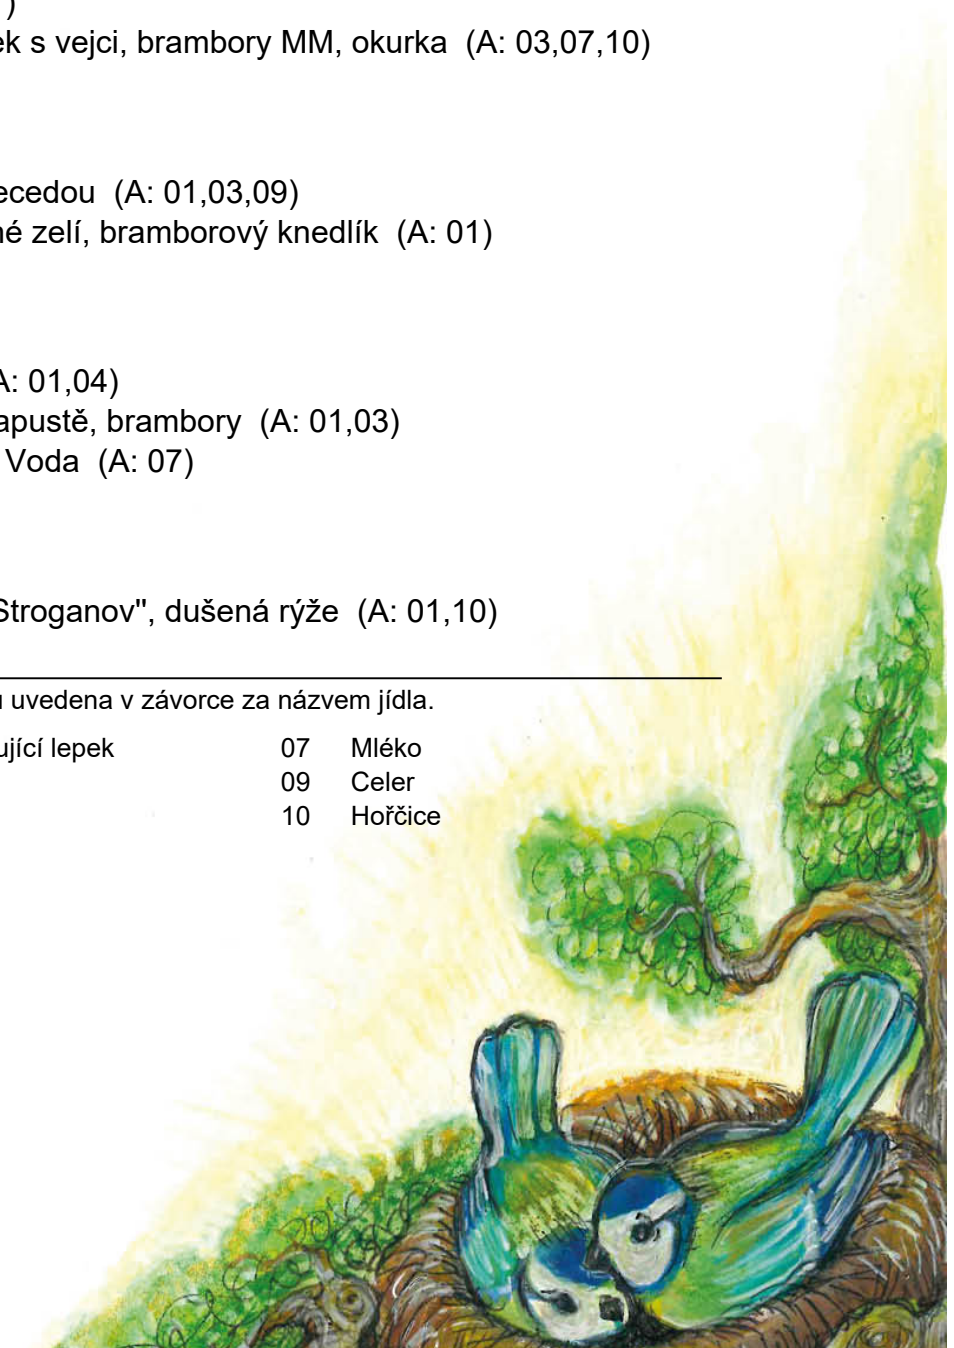 )
ek s vejci, brambory MM, okurka (A: 03,07,10)
ecedou (A: 01,03,09)
né zelí, bramborový knedlík (A: 01)
A: 01,04)
apustě, brambory (A: 01,03)
Voda (A: 07)
Stroganov", dušená rýže (A: 01,10)
u uvedena v závorce za názvem jídla.
ující lepek 07 Mléko
09 Celer
10 Hořčice